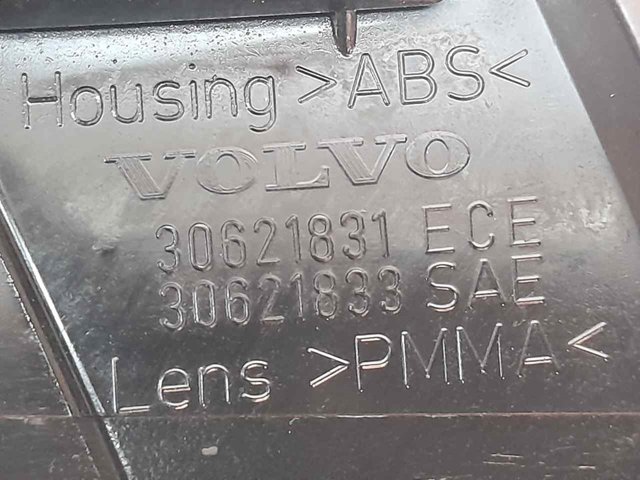 Housing >ABS<
VOLVO
30621831 ECE
30621833 SAE
Lens >PMMA<